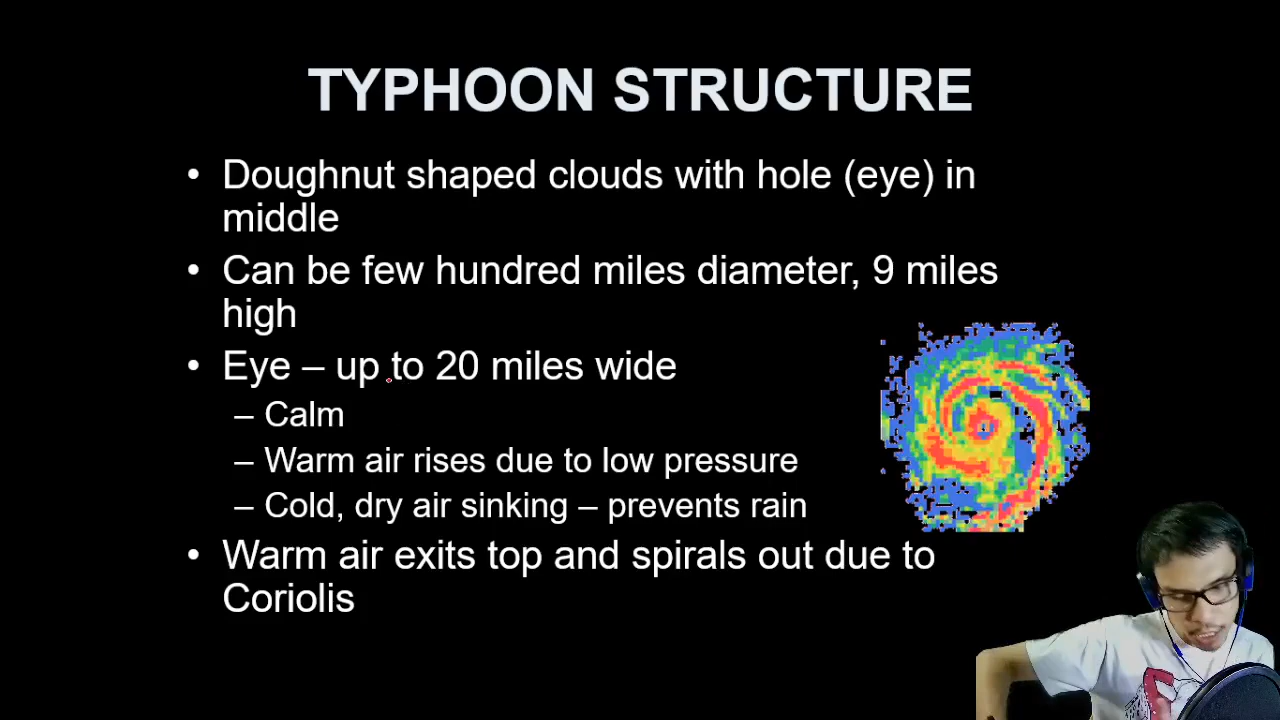 TYPHOON STRUCTURE
• Doughnut shaped clouds with hole (eye) in
middle
• Can be few hundred miles diameter, 9 miles
high
• Eye – up to 20 miles wide
– Calm
– Warm air rises due to low pressure
– Cold, dry air sinking – prevents rain
• Warm air exits top and spirals out due to
Coriolis